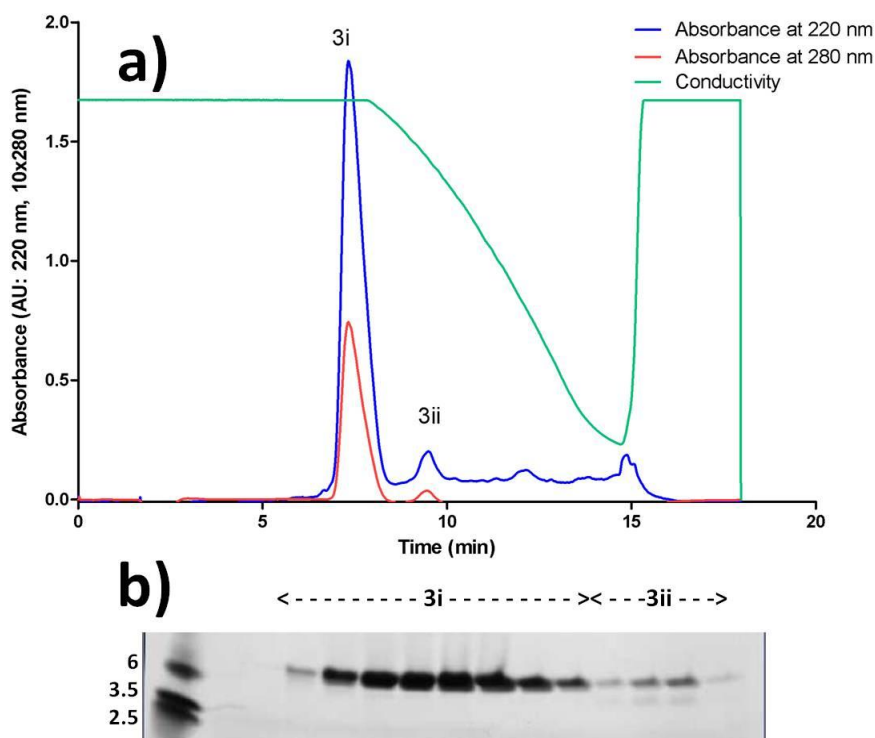 a)
3i
Absorbance at 220 nm
Absorbance at 280 nm
Conductivity
2.0
1.5
1.0
0.5
0.0
Absorbance (AU: 220 nm, 10x280 nm)
3ii
0 5 10 15 20
Time (min)
b)
<- - - - - - - - - - 3i - - - - - - - - - -><- - -3ii - - ->
6
3.5
2.5